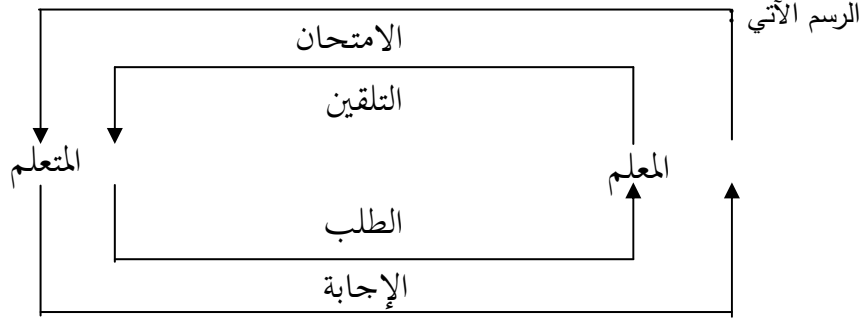 الرسم الآتي :
الامتحان
التلقين
المعلم
المتعلم
الطلب
الإجابة